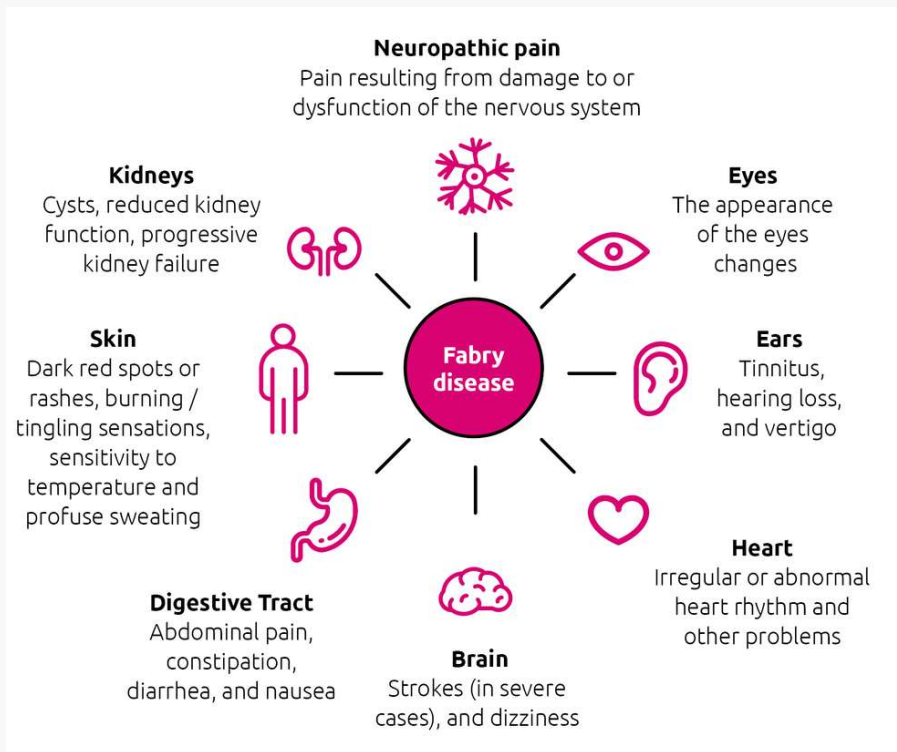 Neuropathic pain
Pain resulting from damage to or
dysfunction of the nervous system
Kidneys
Cysts, reduced kidney
function, progressive
kidney failure
Eyes
The appearance
of the eyes
changes
Skin
Dark red spots or
rashes, burning /
tingling sensations,
sensitivity to
temperature and
profuse sweating
Fabry
disease
Ears
Tinnitus,
hearing loss,
and vertigo
Digestive Tract
Abdominal pain,
constipation,
diarrhea, and nausea
Brain
Strokes (in severe
cases), and dizziness
Heart
Irregular or abnormal
heart rhythm and
other problems